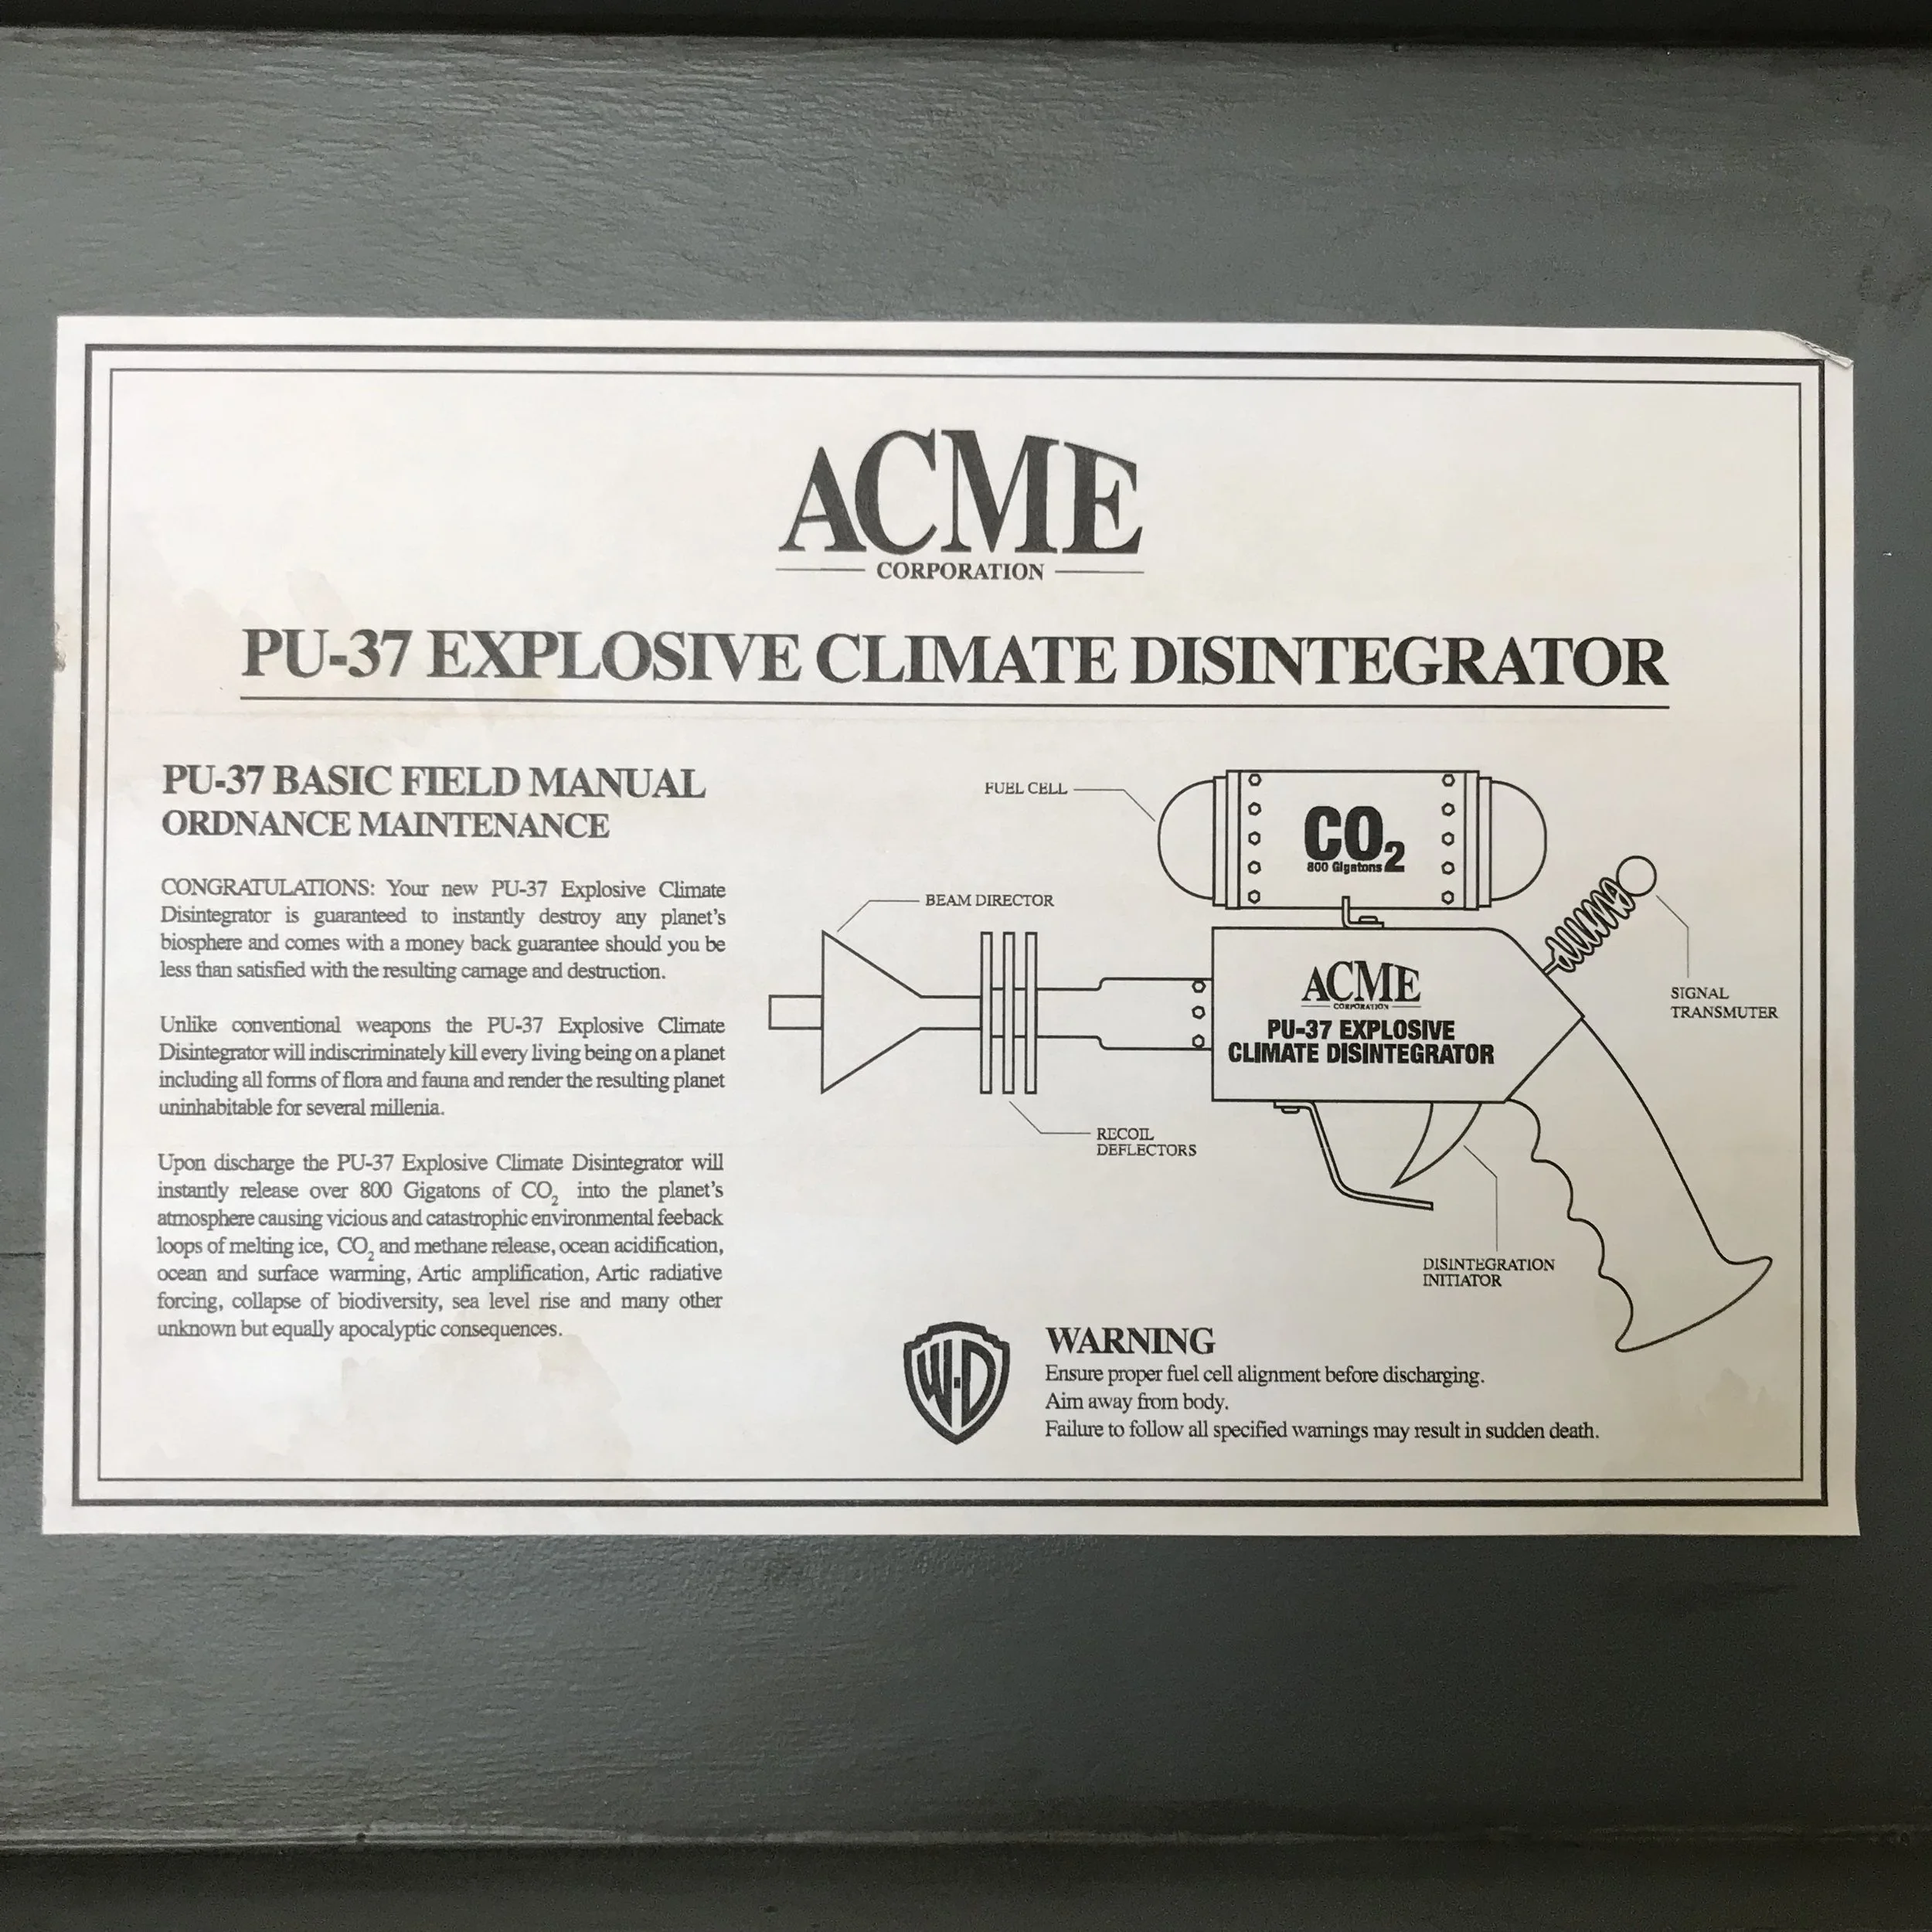 ACME
CORPORATION
PU-37 EXPLOSIVE CLIMATE DISINTEGRATOR
PU-37 BASIC FIELD MANUAL
ORDNANCE MAINTENANCE
CONGRATULATIONS: Your new PU-37 Explosive Climate
Disintegrator is guaranteed to instantly destroy any planet's
biosphere and comes with a money back guarantee should you be
less than satisfied with the resulting carnage and destruction.
Unlike conventional weapons the PU-37 Explosive Climate
Disintegrator will indiscriminately kill every living being on a planet
including all forms of flora and fauna and render the resulting planet
uninhabitable for several millenia.
Upon discharge the PU-37 Explosive Climate Disintegrator will
instantly release over 800 Gigatons of CO₂ into the planet's
atmosphere causing vicious and catastrophic environmental feeback
loops of melting ice, CO₂ and methane release, ocean acidification,
ocean and surface warming, Artic amplification, Artic radiative
forcing, collapse of biodiversity, sea level rise and many other
unknown but equally apocalyptic consequences.
FUEL CELL
CO₂
800 Gigatons
BEAM DIRECTOR
SIGNAL
TRANSMUTER
ACME
CORPORATION
PU-37 EXPLOSIVE
CLIMATE DISINTEGRATOR
RECOIL
DEFLECTORS
DISINTEGRATION
INITIATOR
W·D
WARNING
Ensure proper fuel cell alignment before discharging.
Aim away from body.
Failure to follow all specified warnings may result in sudden death.